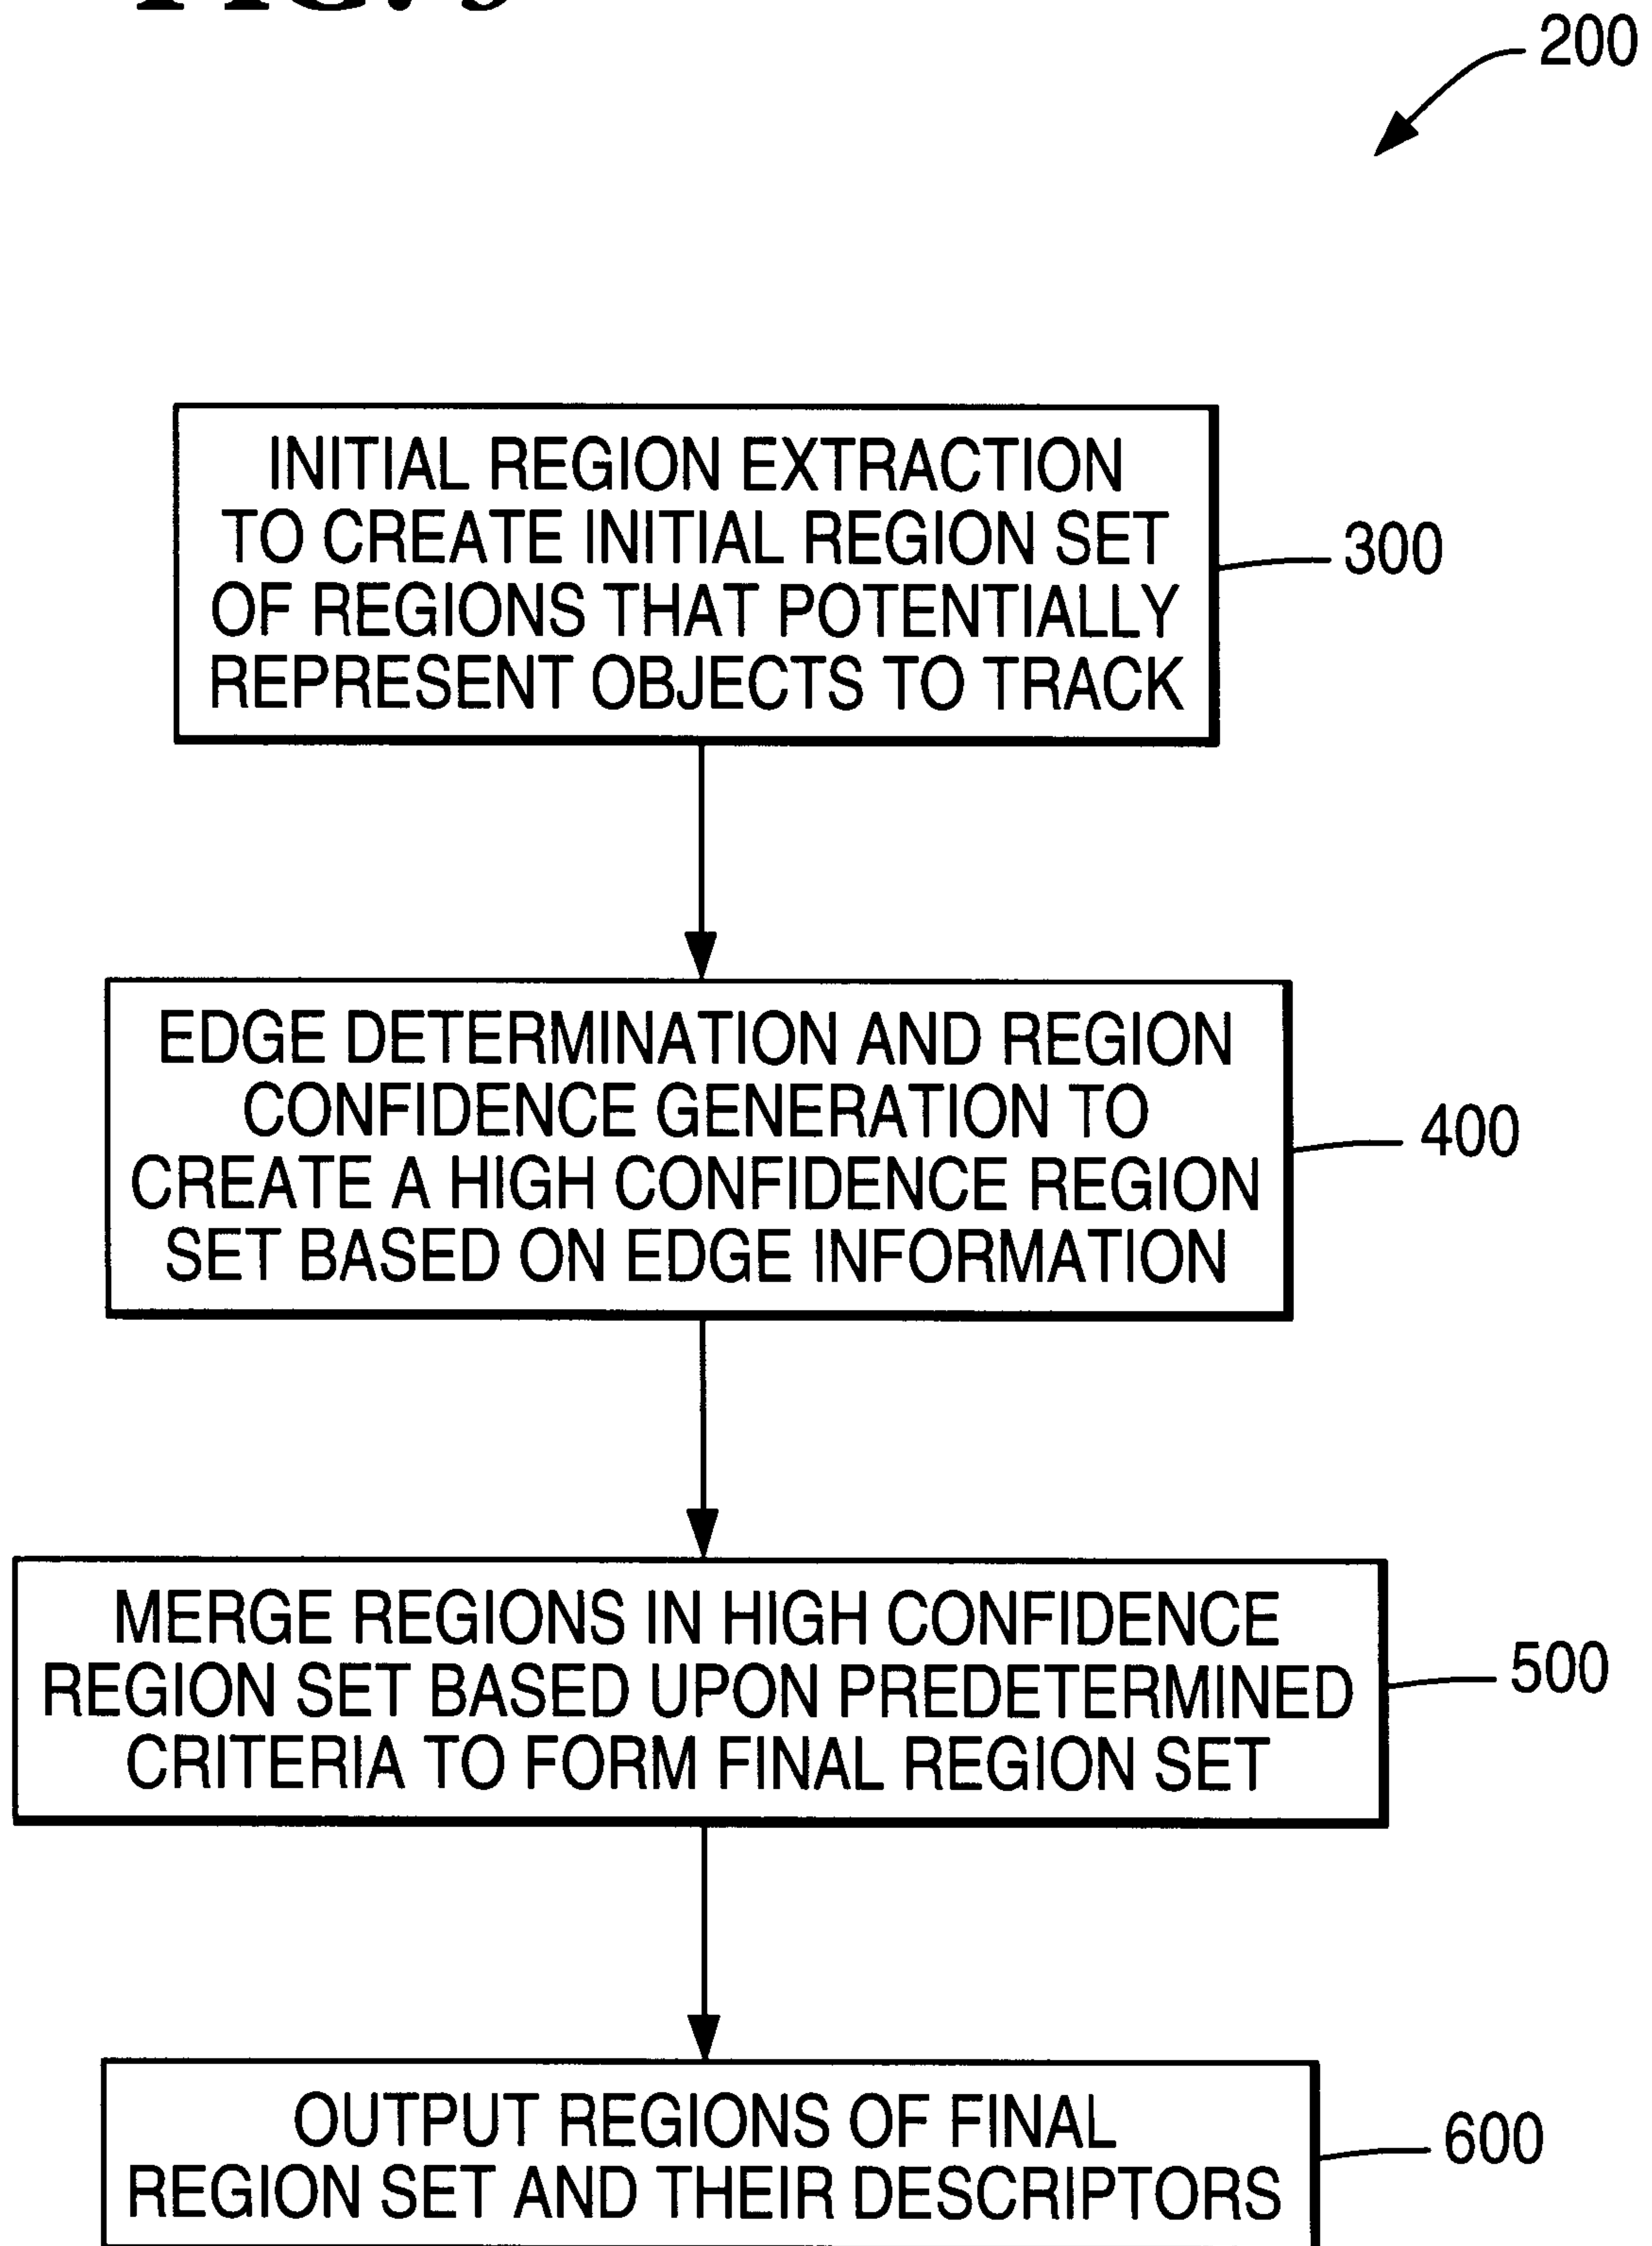 200
INITIAL REGION EXTRACTION
TO CREATE INITIAL REGION SET
OF REGIONS THAT POTENTIALLY
REPRESENT OBJECTS TO TRACK
300
EDGE DETERMINATION AND REGION
CONFIDENCE GENERATION TO
CREATE A HIGH CONFIDENCE REGION
SET BASED ON EDGE INFORMATION
400
MERGE REGIONS IN HIGH CONFIDENCE
REGION SET BASED UPON PREDETERMINED
CRITERIA TO FORM FINAL REGION SET
500
OUTPUT REGIONS OF FINAL
REGION SET AND THEIR DESCRIPTORS
600